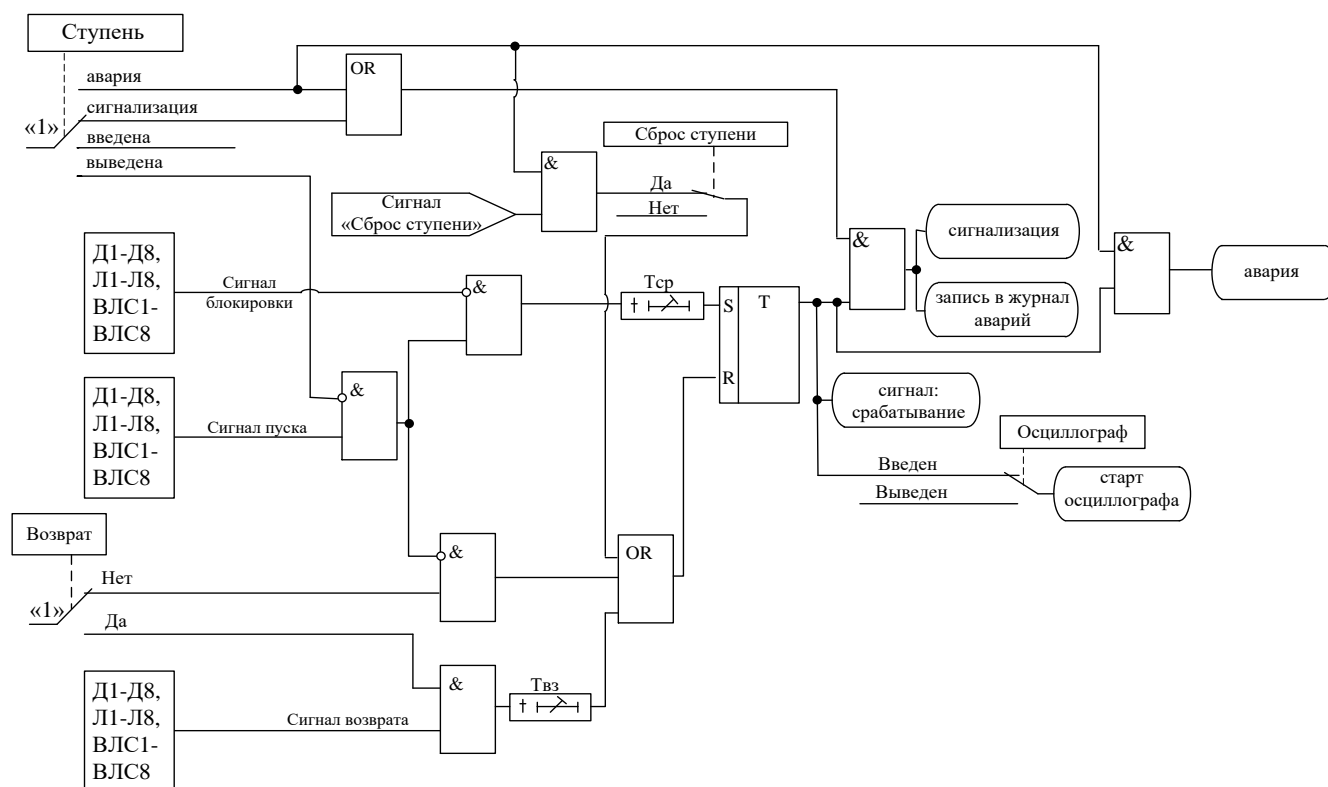 Ступень
авария
сигнализация
«1»
введена
выведена
OR
&
Сброс ступени
Да
Нет
Сигнал
«Сброс ступени»
Д1-Д8,
Л1-Л8,
ВЛС1-
ВЛС8
Сигнал
блокировки
&
Тср
S
T
R
&
сигнализация
запись в журнал
аварий
&
авария
Д1-Д8,
Л1-Л8,
ВЛС1-
ВЛС8
Сигнал пуска
&
сигнал:
срабатывание
Осциллограф
Введен
Выведен
старт
осциллографа
Возврат
Нет
«1»
Да
&
OR
Д1-Д8,
Л1-Л8,
ВЛС1-
ВЛС8
Сигнал возврата
&
Твз